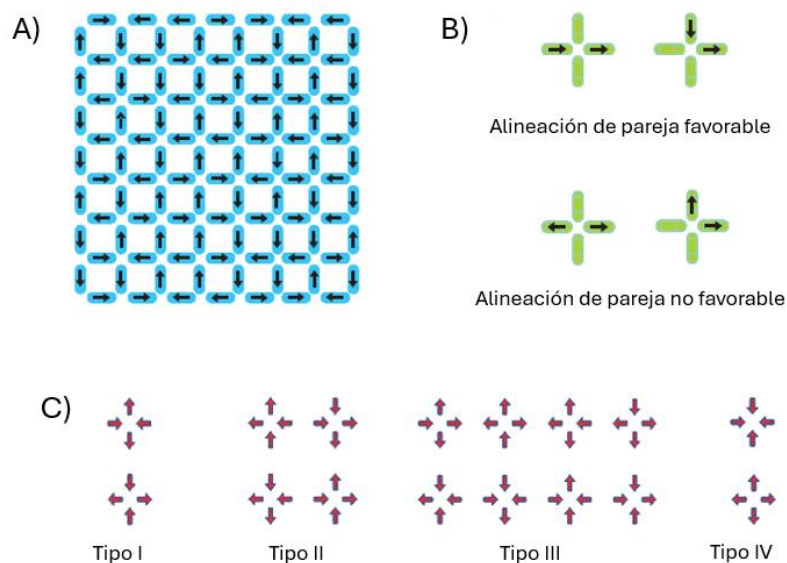 A)
B)
Alineación de pareja favorable
Alineación de pareja no favorable
C)
Tipo I
Tipo II
Tipo III
Tipo IV